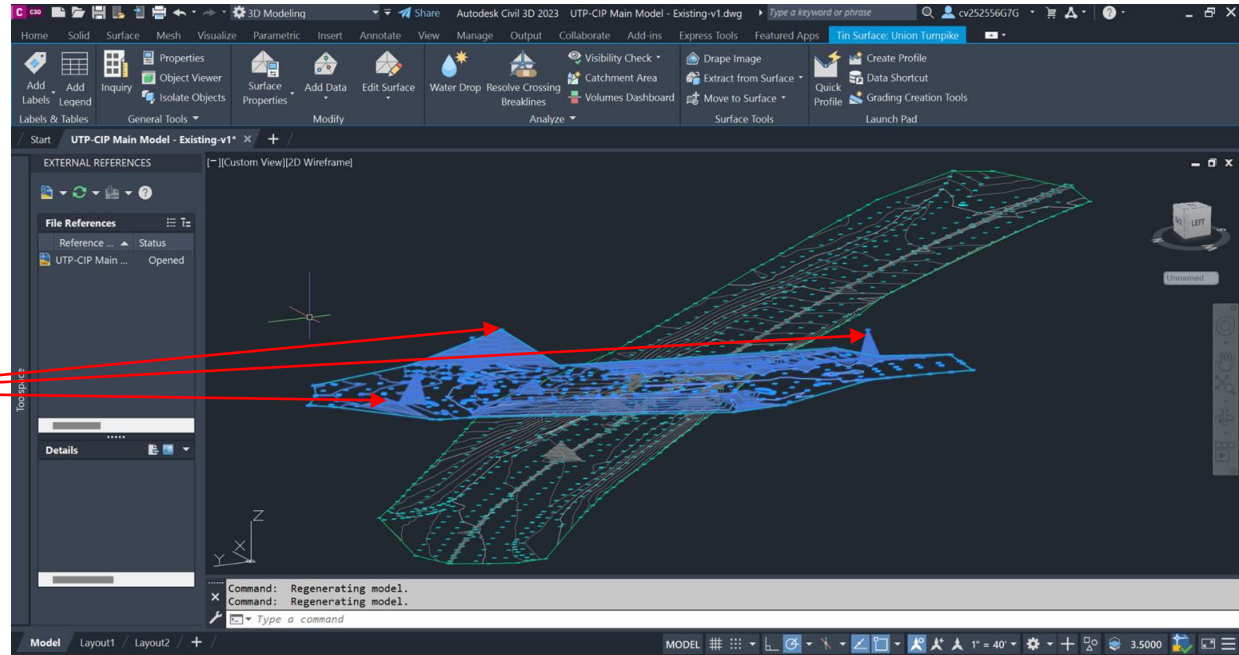 C C3D 3D Modeling Share Autodesk Civil 3D 2023 UTP-CIP Main Model - Existing-v1.dwg Type a keyword or phrase cv252556G7G
Home Solid Surface Mesh Visualize Parametric Insert Annotate View Manage Output Collaborate Add-ins Express Tools Featured Apps Tin Surface: Union Turnpike
Add Labels
Add Legend
Inquiry
Properties
Object Viewer
Isolate Objects
Surface Properties
Add Data
Edit Surface
Water Drop
Resolve Crossing Breaklines
Visibility Check
Catchment Area
Volumes Dashboard
Drape Image
Extract from Surface
Move to Surface
Quick Profile
Create Profile
Data Shortcut
Grading Creation Tools
Labels & Tables General Tools Modify Analyze Surface Tools Launch Pad
Start UTP-CIP Main Model - Existing-v1*
EXTERNAL REFERENCES
[–][Custom View][2D Wireframe]
File References
Reference ... Status
UTP-CIP Main ... Opened
LEFT
Unnamed
Toolspace
Details
Z
X
Y
Command: Regenerating model.
Command: Regenerating model.
Type a command
Model Layout1 Layout2 MODEL 1" = 40' 3.5000